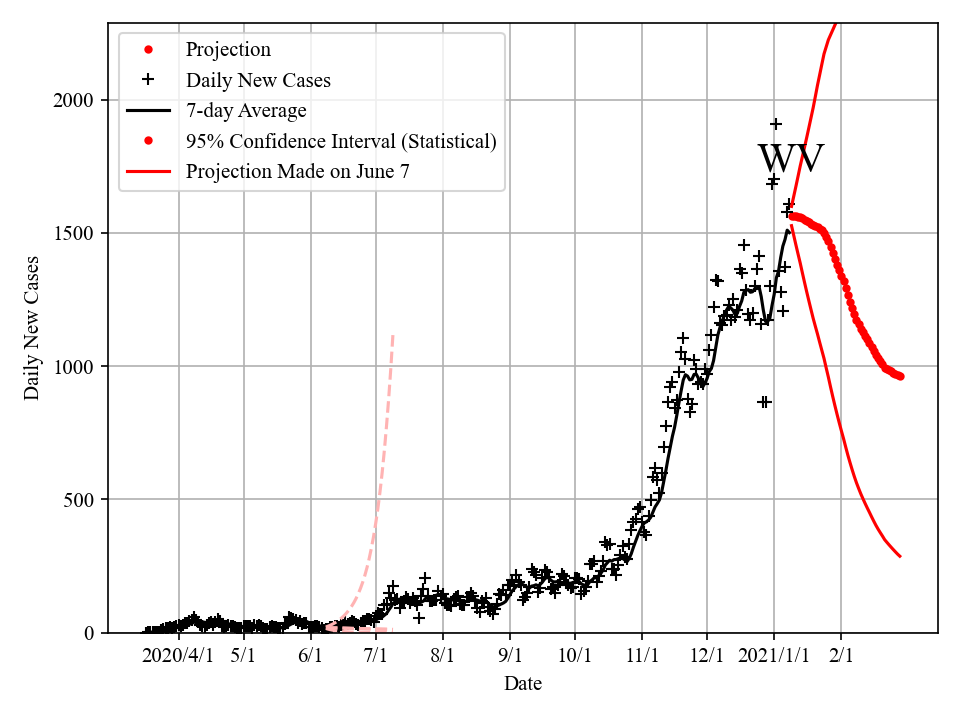 Projection
Daily New Cases
7-day Average
95% Confidence Interval (Statistical)
Projection Made on June 7
WV
2000
1500
1000
500
0
Daily New Cases
2020/4/1 5/1 6/1 7/1 8/1 9/1 10/1 11/1 12/1 2021/1/1 2/1
Date